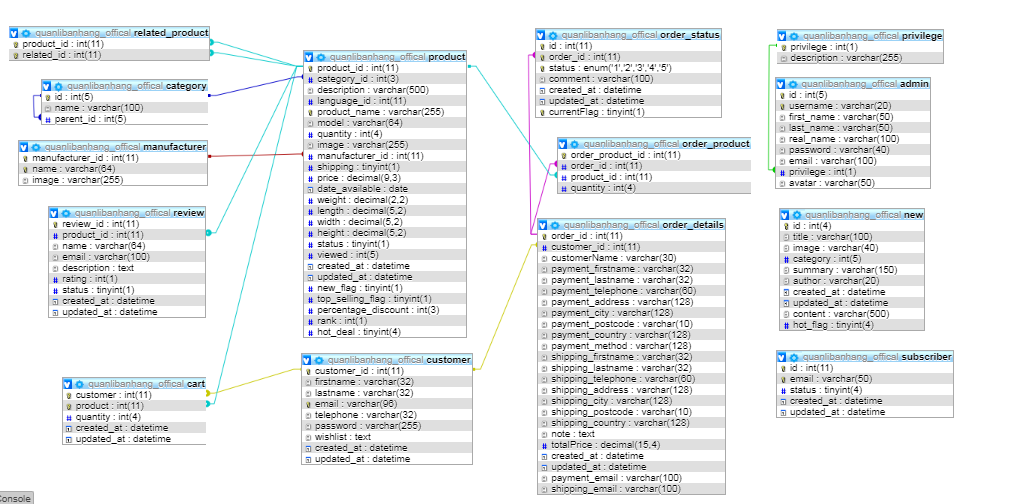 quanlibanhang_offical related_product
product_id : int(11)
related_id : int(11)
quanlibanhang_offical category
id : int(5)
name : varchar(100)
parent_id : int(5)
quanlibanhang_offical manufacturer
manufacturer_id : int(11)
name : varchar(64)
image : varchar(255)
quanlibanhang_offical review
review_id : int(11)
product_id : int(11)
name : varchar(64)
email : varchar(100)
description : text
rating : int(1)
status : tinyint(1)
created_at : datetime
updated_at : datetime
quanlibanhang_offical cart
customer : int(11)
product : int(11)
quantity : int(4)
created_at : datetime
updated_at : datetime
quanlibanhang_offical product
product_id : int(11)
category_id : int(3)
description : varchar(500)
language_id : int(11)
product_name : varchar(255)
model : varchar(64)
quantity : int(4)
image : varchar(255)
manufacturer_id : int(11)
shipping : tinyint(1)
price : decimal(9,3)
date_available : date
weight : decimal(2,2)
length : decimal(5,2)
width : decimal(5,2)
height : decimal(5,2)
status : tinyint(1)
viewed : int(5)
created_at : datetime
updated_at : datetime
new_flag : tinyint(1)
top_selling_flag : tinyint(1)
percentage_discount : int(3)
rank : int(1)
hot_deal : tinyint(4)
quanlibanhang_offical customer
customer_id : int(11)
firstname : varchar(32)
lastname : varchar(32)
email : varchar(96)
telephone : varchar(32)
password : varchar(255)
wishlist : text
created_at : datetime
updated_at : datetime
quanlibanhang_offical order_status
id : int(11)
order_id : int(11)
status : enum('1','2','3','4','5')
comment : varchar(100)
created_at : datetime
updated_at : datetime
currentFlag : tinyint(1)
quanlibanhang_offical order_product
order_product_id : int(11)
order_id : int(11)
product_id : int(11)
quantity : int(4)
quanlibanhang_offical order_details
order_id : int(11)
customer_id : int(11)
customerName : varchar(30)
payment_firstname : varchar(32)
payment_lastname : varchar(32)
payment_telephone : varchar(60)
payment_address : varchar(128)
payment_city : varchar(128)
payment_postcode : varchar(10)
payment_country : varchar(128)
payment_method : varchar(128)
shipping_firstname : varchar(32)
shipping_lastname : varchar(32)
shipping_telephone : varchar(60)
shipping_address : varchar(128)
shipping_city : varchar(128)
shipping_postcode : varchar(10)
shipping_country : varchar(128)
note : text
totalPrice : decimal(15,4)
created_at : datetime
updated_at : datetime
payment_email : varchar(100)
shipping_email : varchar(100)
quanlibanhang_offical privilege
privilege : int(1)
description : varchar(255)
quanlibanhang_offical admin
id : int(5)
username : varchar(20)
first_name : varchar(50)
last_name : varchar(50)
real_name : varchar(100)
password : varchar(40)
email : varchar(100)
privilege : int(1)
avatar : varchar(50)
quanlibanhang_offical new
id : int(4)
title : varchar(100)
image : varchar(40)
category : int(5)
summary : varchar(150)
author : varchar(20)
created_at : datetime
updated_at : datetime
content : varchar(500)
hot_flag : tinyint(4)
quanlibanhang_offical subscriber
id : int(11)
email : varchar(50)
status : tinyint(4)
created_at : datetime
updated_at : datetime
Console